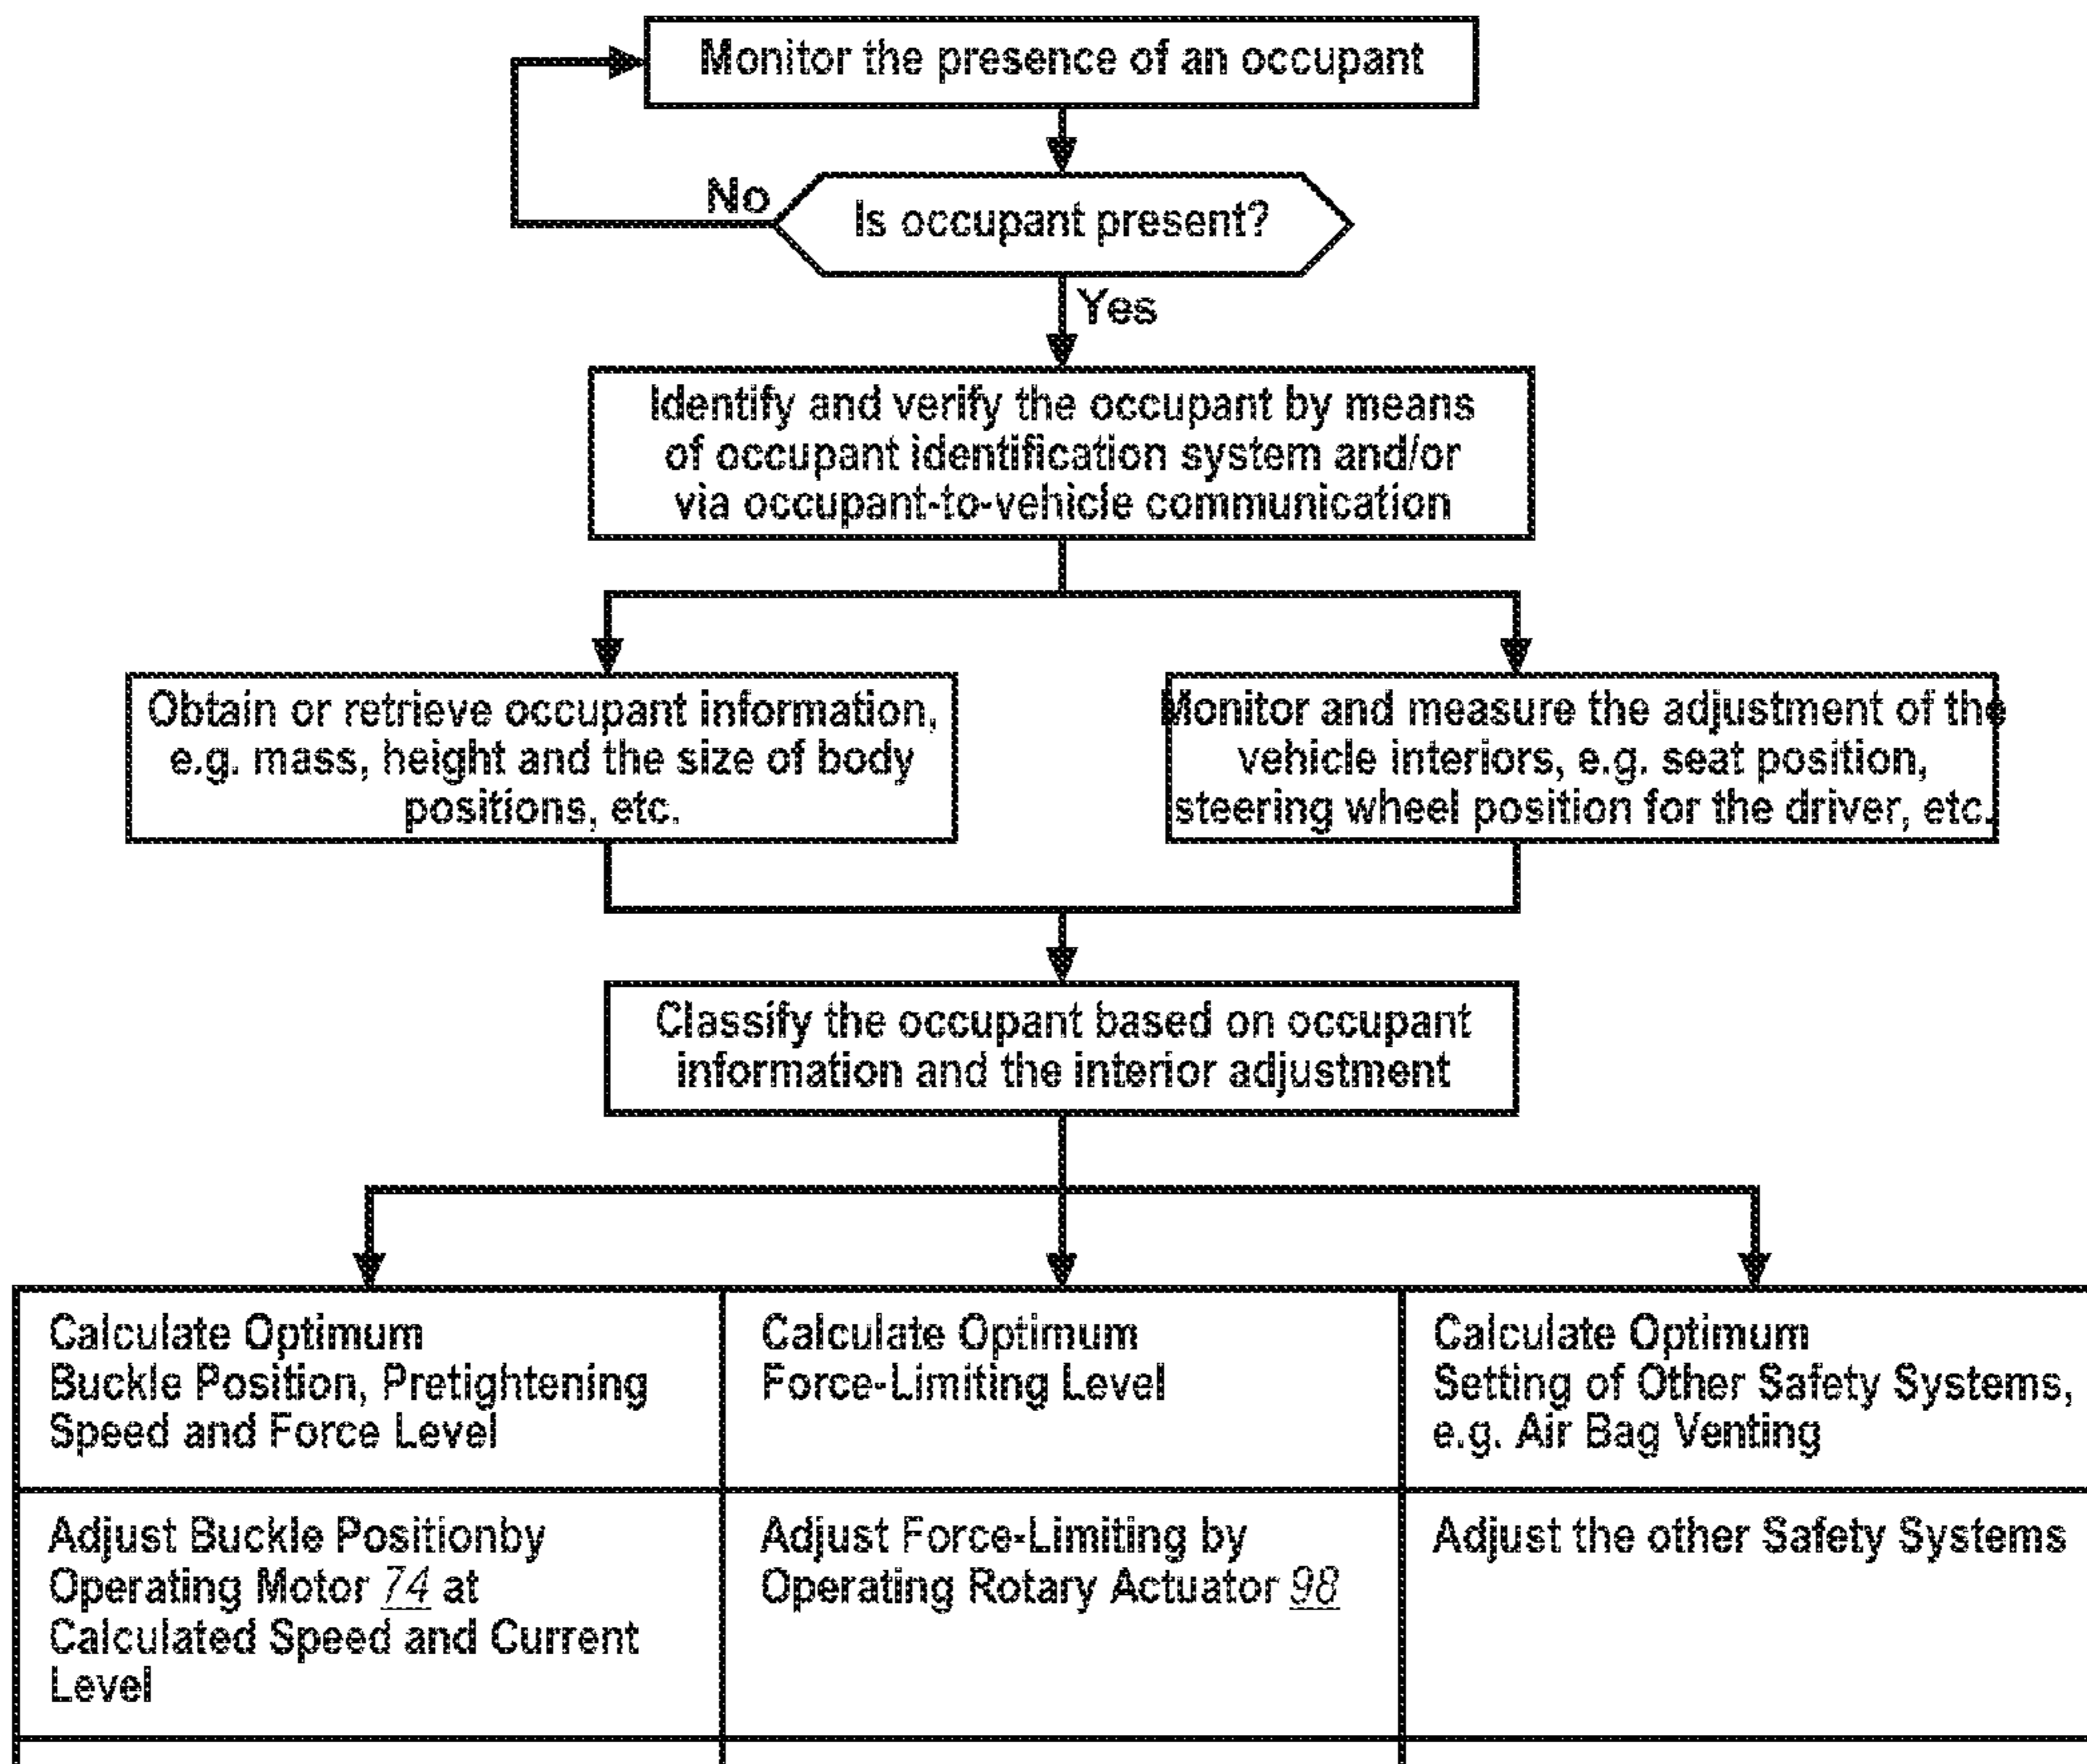 Monitor the presence of an occupant
No
Is occupant present?
Yes
Identify and verify the occupant by means
of occupant identification system and/or
via occupant-to-vehicle communication
Obtain or retrieve occupant information,
e.g. mass, height and the size of body
positions, etc.
Monitor and measure the adjustment of the
vehicle interiors, e.g. seat position,
steering wheel position for the driver, etc.
Classify the occupant based on occupant
information and the interior adjustment
Calculate Optimum
Buckle Position, Pretightening
Speed and Force Level
Calculate Optimum
Force-Limiting Level
Calculate Optimum
Setting of Other Safety Systems,
e.g. Air Bag Venting
Adjust Buckle Positionby
Operating Motor 74 at
Calculated Speed and Current
Level
Adjust Force-Limiting by
Operating Rotary Actuator 98
Adjust the other Safety Systems